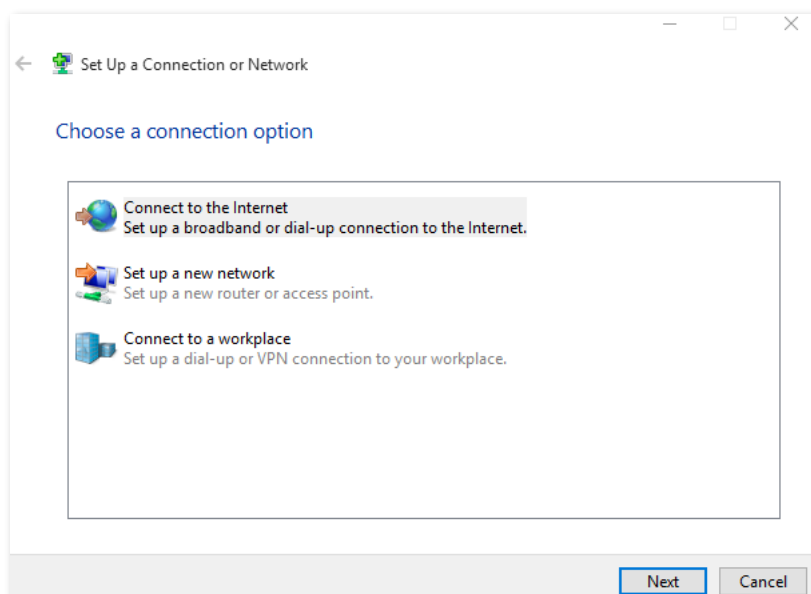 Set Up a Connection or Network
Choose a connection option
Connect to the Internet
Set up a broadband or dial-up connection to the Internet.
Set up a new network
Set up a new router or access point.
Connect to a workplace
Set up a dial-up or VPN connection to your workplace.
Next Cancel